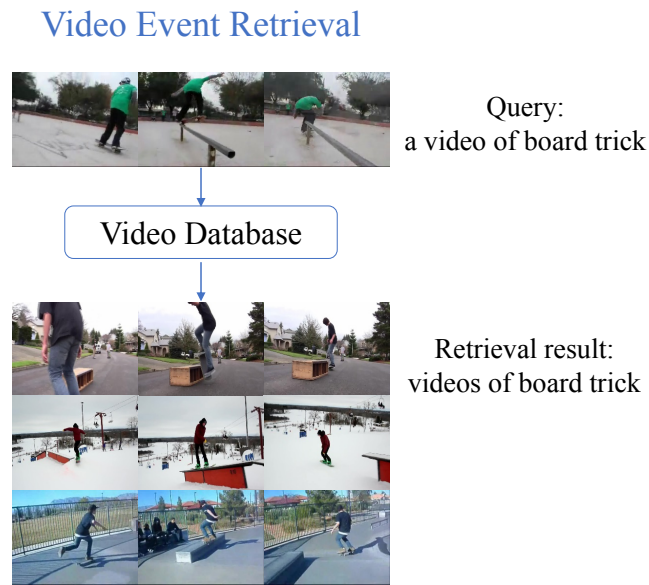 Video Event Retrieval
Query:
a video of board trick
Video Database
Retrieval result:
videos of board trick